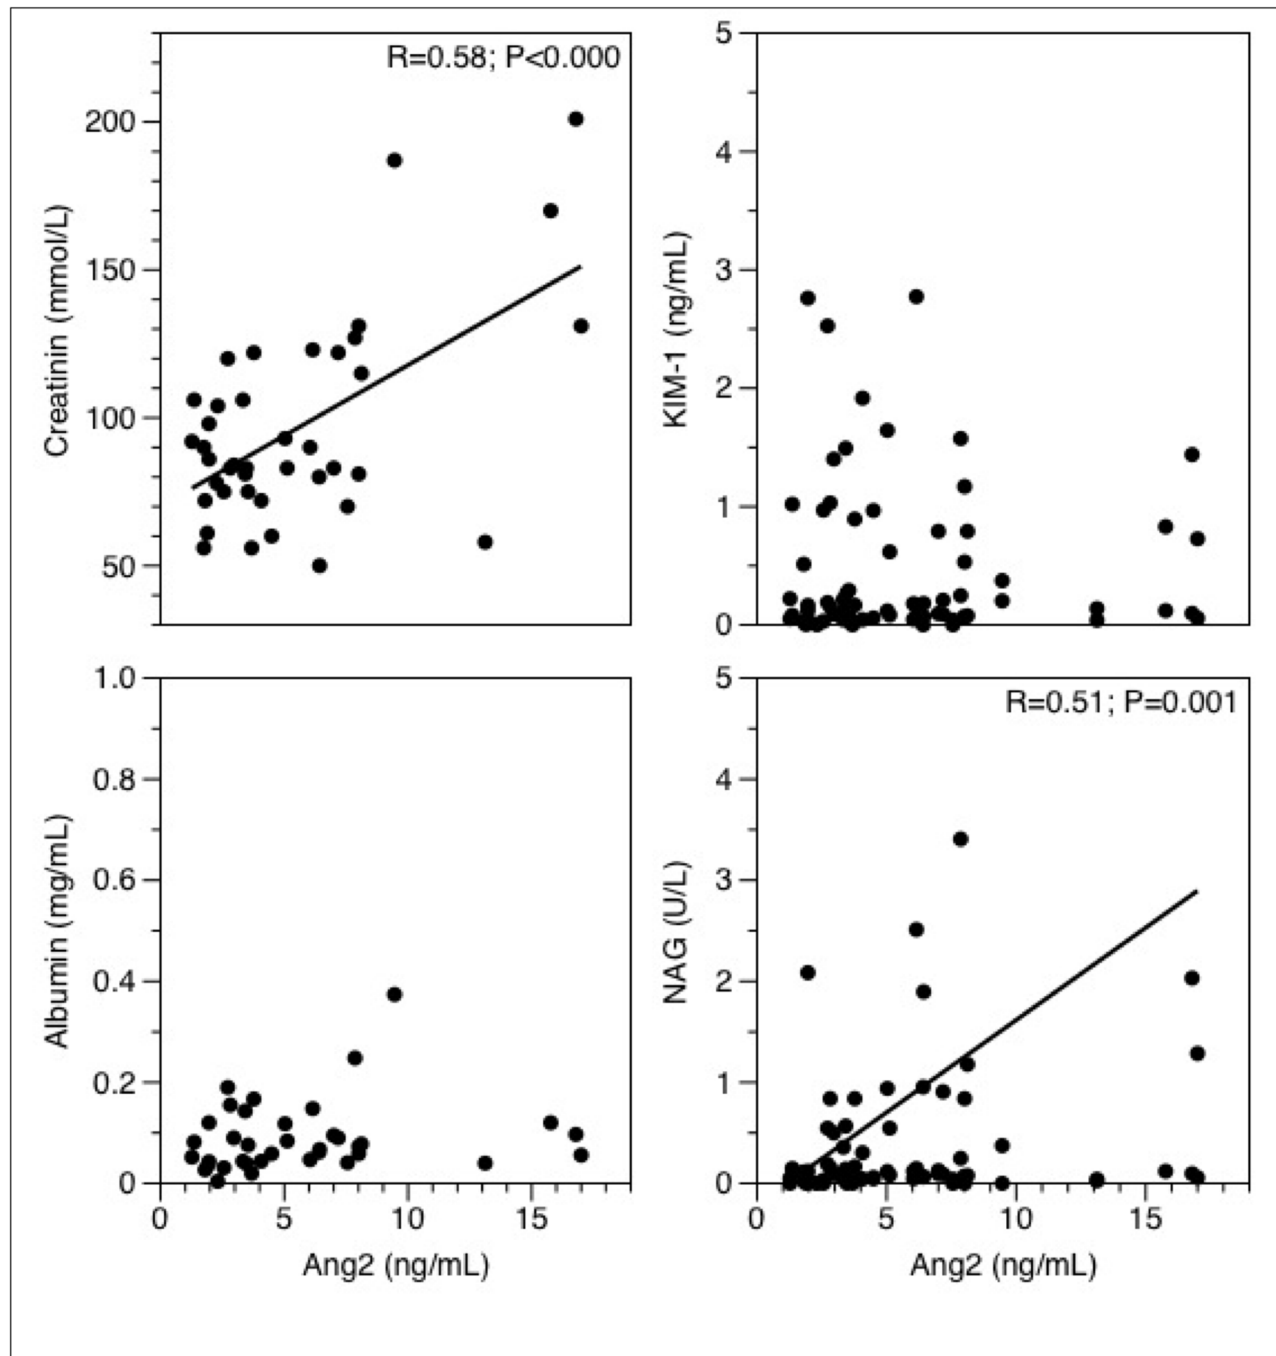 R=0.58; P<0.000
200
150
100
50
Creatinin (mmol/L)
5
4
3
2
1
0
KIM-1 (ng/mL)
1.0
0.8
0.6
0.4
0.2
0
Albumin (mg/mL)
0 5 10 15
Ang2 (ng/mL)
R=0.51; P=0.001
5
4
3
2
1
0
NAG (U/L)
0 5 10 15
Ang2 (ng/mL)